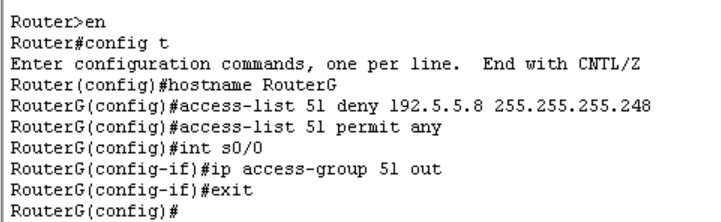 Router>en
Router#config t
Enter configuration commands, one per line.  End with CNTL/Z
Router(config)#hostname RouterG
RouterG(config)#access-list 51 deny 192.5.5.8 255.255.255.248
RouterG(config)#access-list 51 permit any
RouterG(config)#int s0/0
RouterG(config-if)#ip access-group 51 out
RouterG(config-if)#exit
RouterG(config)#